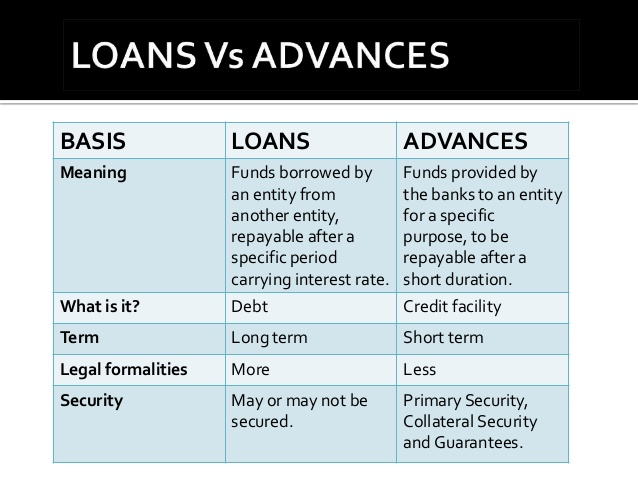 LOANS Vs ADVANCES
BASIS
LOANS
ADVANCES
Meaning
Funds borrowed by
an entity from
another entity,
repayable after a
specific period
carrying interest rate.
Funds provided by
the banks to an entity
for a specific
purpose, to be
repayable after a
short duration.
What is it?
Debt
Credit facility
Term
Long term
Short term
Legal formalities
More
Less
Security
May or may not be
secured.
Primary Security,
Collateral Security
and Guarantees.